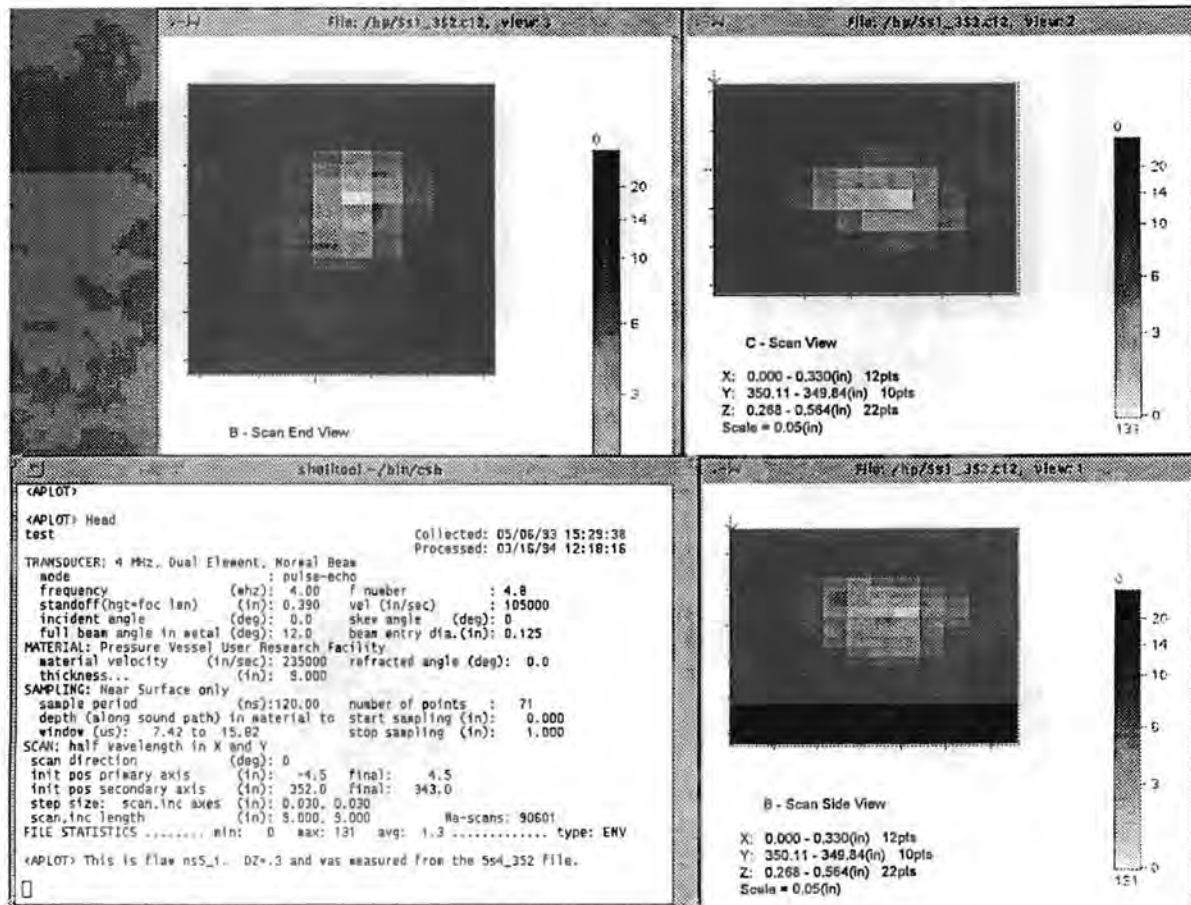 File: /hp/5s1_352.c12, view:3
0
20
14
10
6
3
B - Scan End View
File: /hp/5s1_352.c12, view:2
0
20
14
10
6
3
0
131
C - Scan View
X: 0.000 - 0.330(in) 12pts
Y: 350.11 - 349.84(in) 10pts
Z: 0.268 - 0.564(in) 22pts
Scale = 0.05(in)
shelltool - /bin/csh
<APLOT>
<APLOT> Head
test Collected: 05/06/93 15:29:38
Processed: 03/16/94 12:18:16
TRANSDUCER: 4 MHz, Dual Element, Normal Beam
mode : pulse-echo
frequency (mhz): 4.00 f number : 4.8
standoff(hgt+foc len) (in): 0.390 vel (in/sec) : 105000
incident angle (deg): 0.0 skew angle (deg): 0
full beam angle in metal (deg): 12.0 beam entry dia.(in): 0.125
MATERIAL: Pressure Vessel User Research Facility
material velocity (in/sec): 235000 refracted angle (deg): 0.0
thickness... (in): 9.000
SAMPLING: Near Surface only
sample period (ns):120.00 number of points : 71
depth (along sound path) in material to start sampling (in): 0.000
window (us): 7.42 to 15.82 stop sampling (in): 1.000
SCAN: half wavelength in X and Y
scan direction (deg): 0
init pos primary axis (in): -4.5 final: 4.5
init pos secondary axis (in): 352.0 final: 343.0
step size: scan,inc axes (in): 0.030, 0.030
scan,inc length (in): 9.000, 9.000 #a-scans: 90601
FILE STATISTICS ........ min: 0 max: 131 avg: 1.3 ............. type: ENV
<APLOT> This is flaw ns5_1. DZ=.3 and was measured from the 5s4_352 file.
File: /hp/5s1_352.c12, view:1
0
20
14
10
6
3
0
131
B - Scan Side View
X: 0.000 - 0.330(in) 12pts
Y: 350.11 - 349.84(in) 10pts
Z: 0.268 - 0.564(in) 22pts
Scale = 0.05(in)